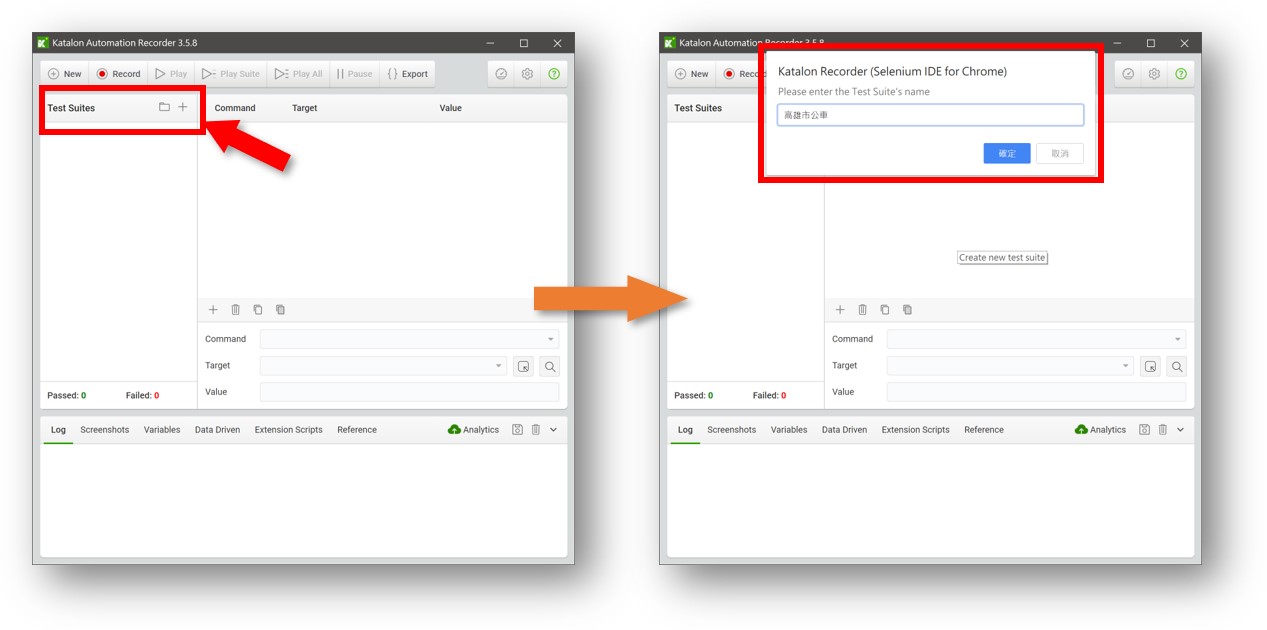 Katalon Automation Recorder 3.5.8
New Record Play Play Suite Play All Pause Export
Test Suites Command Target Value
Command
Target
Value
Passed: 0 Failed: 0
Log Screenshots Variables Data Driven Extension Scripts Reference Analytics
Katalon Automation Recorder 3.5.8
New Record
Katalon Recorder (Selenium IDE for Chrome)
Please enter the Test Suite's name
高雄市公車
確定 取消
Test Suites
Create new test suite
Command
Target
Value
Passed: 0 Failed: 0
Log Screenshots Variables Data Driven Extension Scripts Reference Analytics